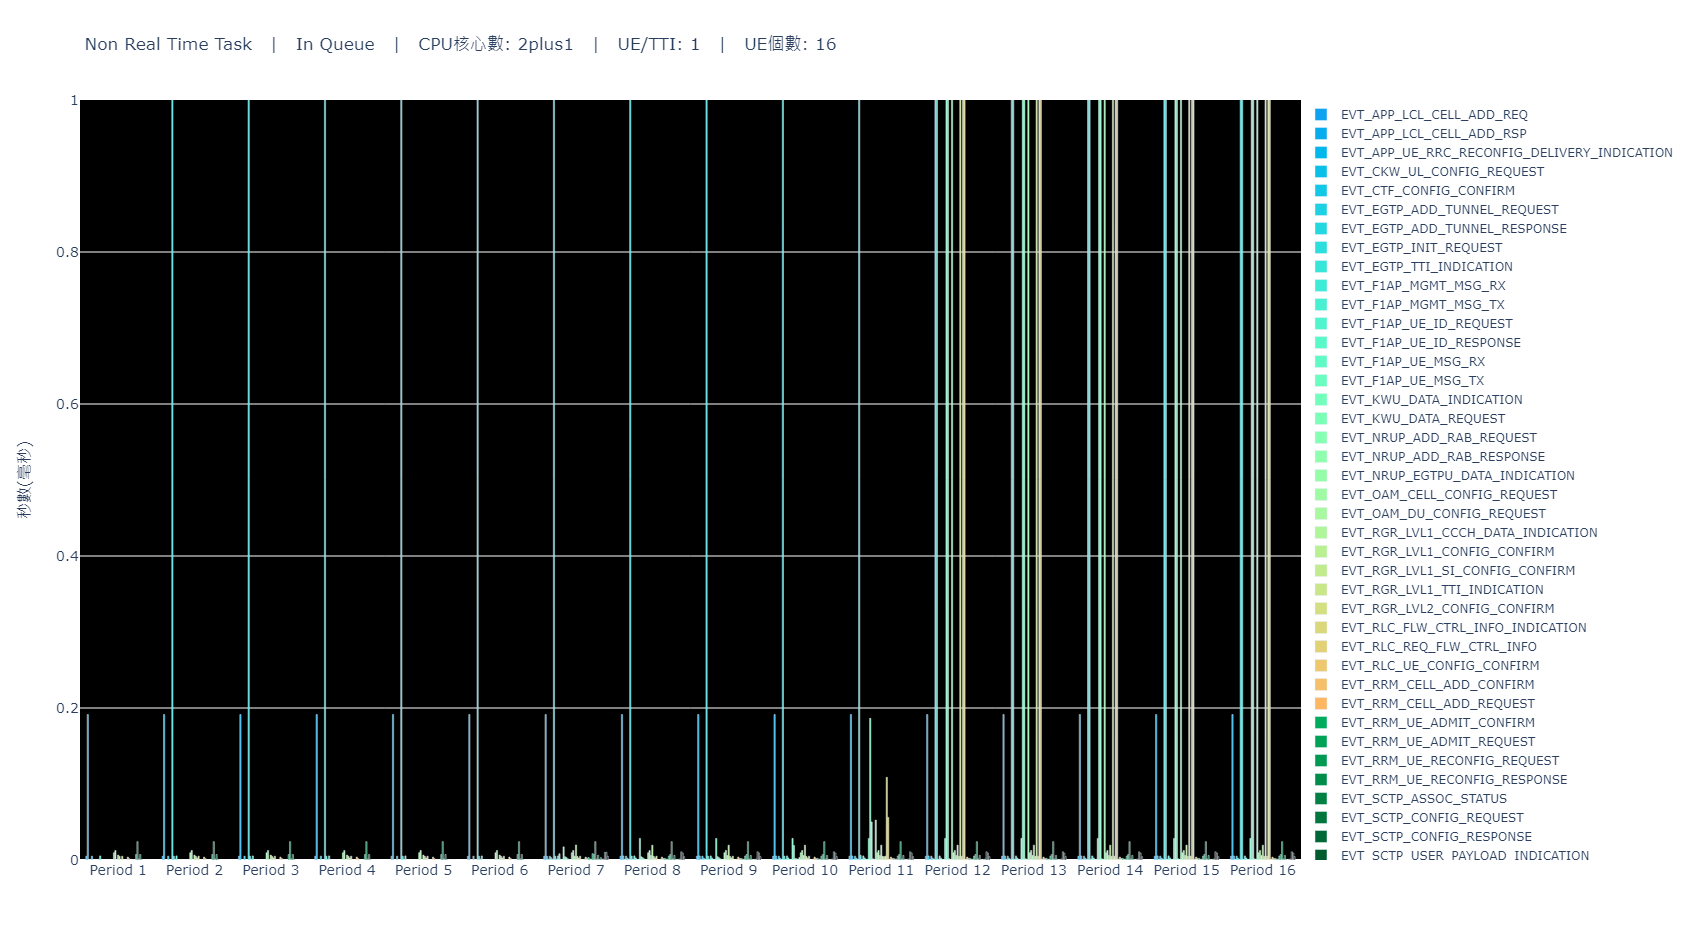 Non Real Time Task | In Queue | CPU核心數: 2plus1 | UE/TTI: 1 | UE個數: 16
秒數(毫秒)
1
0.8
0.6
0.4
0.2
0
Period 1
Period 2
Period 3
Period 4
Period 5
Period 6
Period 7
Period 8
Period 9
Period 10
Period 11
Period 12
Period 13
Period 14
Period 15
Period 16
EVT_APP_LCL_CELL_ADD_REQ
EVT_APP_LCL_CELL_ADD_RSP
EVT_APP_UE_RRC_RECONFIG_DELIVERY_INDICATION
EVT_CKW_UL_CONFIG_REQUEST
EVT_CTF_CONFIG_CONFIRM
EVT_EGTP_ADD_TUNNEL_REQUEST
EVT_EGTP_ADD_TUNNEL_RESPONSE
EVT_EGTP_INIT_REQUEST
EVT_EGTP_TTI_INDICATION
EVT_F1AP_MGMT_MSG_RX
EVT_F1AP_MGMT_MSG_TX
EVT_F1AP_UE_ID_REQUEST
EVT_F1AP_UE_ID_RESPONSE
EVT_F1AP_UE_MSG_RX
EVT_F1AP_UE_MSG_TX
EVT_KWU_DATA_INDICATION
EVT_KWU_DATA_REQUEST
EVT_NRUP_ADD_RAB_REQUEST
EVT_NRUP_ADD_RAB_RESPONSE
EVT_NRUP_EGTPU_DATA_INDICATION
EVT_OAM_CELL_CONFIG_REQUEST
EVT_OAM_DU_CONFIG_REQUEST
EVT_RGR_LVL1_CCCH_DATA_INDICATION
EVT_RGR_LVL1_CONFIG_CONFIRM
EVT_RGR_LVL1_SI_CONFIG_CONFIRM
EVT_RGR_LVL1_TTI_INDICATION
EVT_RGR_LVL2_CONFIG_CONFIRM
EVT_RLC_FLW_CTRL_INFO_INDICATION
EVT_RLC_REQ_FLW_CTRL_INFO
EVT_RLC_UE_CONFIG_CONFIRM
EVT_RRM_CELL_ADD_CONFIRM
EVT_RRM_CELL_ADD_REQUEST
EVT_RRM_UE_ADMIT_CONFIRM
EVT_RRM_UE_ADMIT_REQUEST
EVT_RRM_UE_RECONFIG_REQUEST
EVT_RRM_UE_RECONFIG_RESPONSE
EVT_SCTP_ASSOC_STATUS
EVT_SCTP_CONFIG_REQUEST
EVT_SCTP_CONFIG_RESPONSE
EVT_SCTP_USER_PAYLOAD_INDICATION